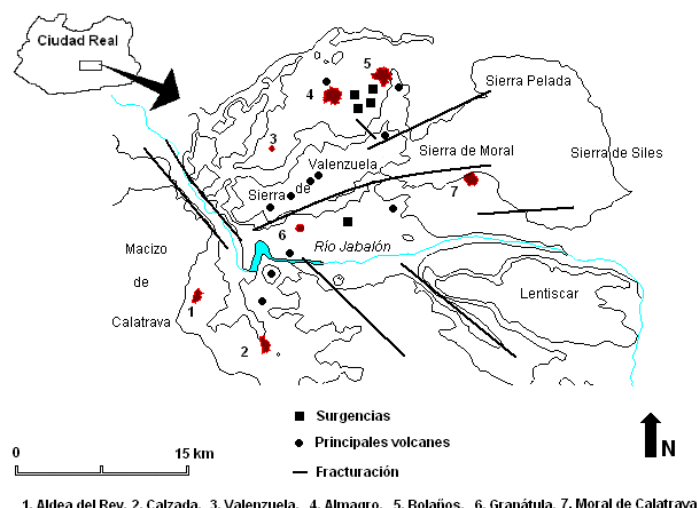 Ciudad Real
5
Sierra Pelada
4
3
Valenzuela
Sierra de Moral
Sierra de Siles
Sierra de
7
6
Macizo
Río Jabalón
de
Lentiscar
1
Calatrava
2
Surgencias
Principales volcanes
0 15 km
N
Fracturación
1. Aldea del Rey, 2. Calzada, 3. Valenzuela, 4. Almagro, 5. Bolaños, 6. Granátula, 7. Moral de Calatrava